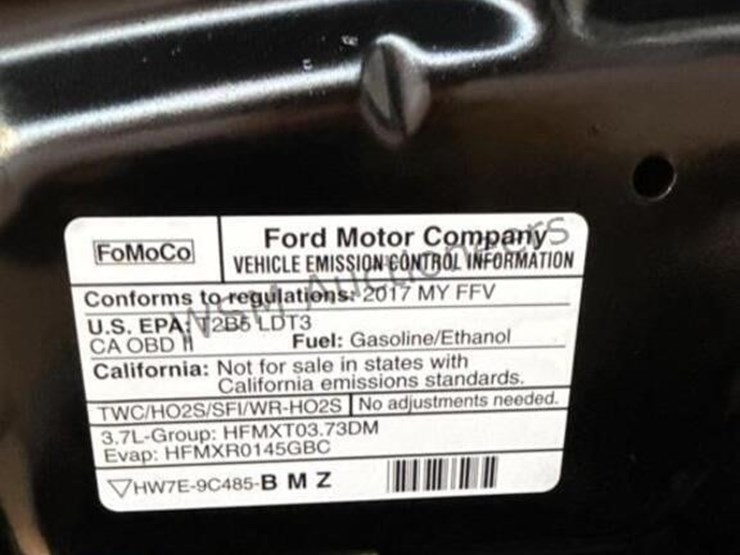 FoMoCo
Ford Motor Company
VEHICLE EMISSION CONTROL INFORMATION
Conforms to regulations: 2017 MY FFV
U.S. EPA: T2B5 LDT3
CA OBD II Fuel: Gasoline/Ethanol
California: Not for sale in states with
California emissions standards.
TWC/HO2S/SFI/WR-HO2S No adjustments needed.
3.7L-Group: HFMXT03.73DM
Evap: HFMXR0145GBC
HW7E-9C485-B M Z
WSM Auctioneers